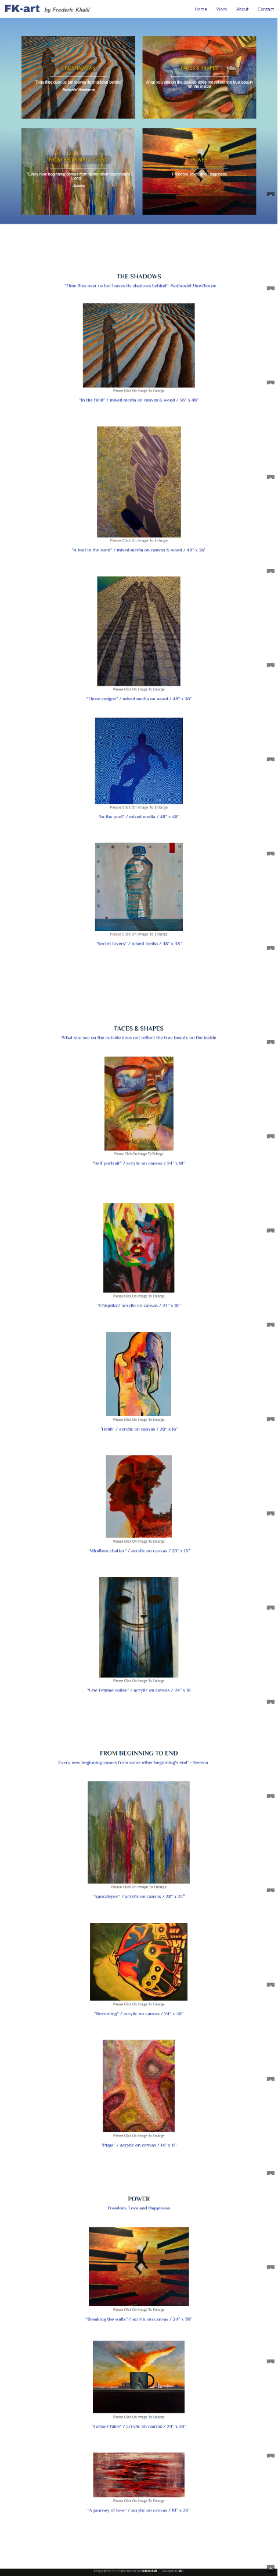 FK-art by Frederic Khalil
Home Work About Contact
THE SHADOWS
"Time flies over us but leaves its shadows behind"
FACES & SHAPES
What you see on the outside does not reflect the true beauty on the inside
FROM BEGINNING TO END
"Every new beginning comes from some other beginning's end"
POWER
Freedom, Love and Happiness
THE SHADOWS
"Time flies over us but leaves its shadows behind" -Nathaniel Hawthorne
Please Click On Image To Enlarge
"In the field" / mixed media on canvas & wood / 36" x 48"
Please Click On Image To Enlarge
"A foot in the sand" / mixed media on canvas & wood / 48" x 36"
Please Click On Image To Enlarge
"Three amigos" / mixed media on wood / 48" x 36"
Please Click On Image To Enlarge
"In the pool" / mixed media / 48" x 48"
Please Click On Image To Enlarge
"Secret lovers" / mixed media / 48" x 48"
FACES & SHAPES
What you see on the outside does not reflect the true beauty on the inside
Please Click On Image To Enlarge
"Self portrait" / acrylic on canvas / 24" x 18"
Please Click On Image To Enlarge
"Chiquita"/ acrylic on canvas / 24" x 18"
Please Click On Image To Enlarge
"Heidi" / acrylic on canvas / 20" x 16"
Please Click On Image To Enlarge
"Mindless chatter" / acrylic on canvas / 20" x 16"
Please Click On Image To Enlarge
"Une femme voilée" / acrylic on canvas / 24" x 18
FROM BEGINNING TO END
Every new beginning comes from some other beginning's end" - Seneca
Please Click On Image To Enlarge
"Apocalypse" / acrylic on canvas /
Please Click On Image To Enlarge
"Becoming" / acrylic on canvas / 24" x 30"
Please Click On Image To Enlarge
acrylic on canvas / 14" x 11"
POWER
Freedom, Love and Happiness
Please Click On Image To Enlarge
"Breaking the walls" / acrylic on canvas / 24" x 30"
Please Click On Image To Enlarge
acrylic on canvas / 24" x 30"
Please Click On Image To Enlarge
"A journey of love" / acrylic on canvas / 10" x 20"